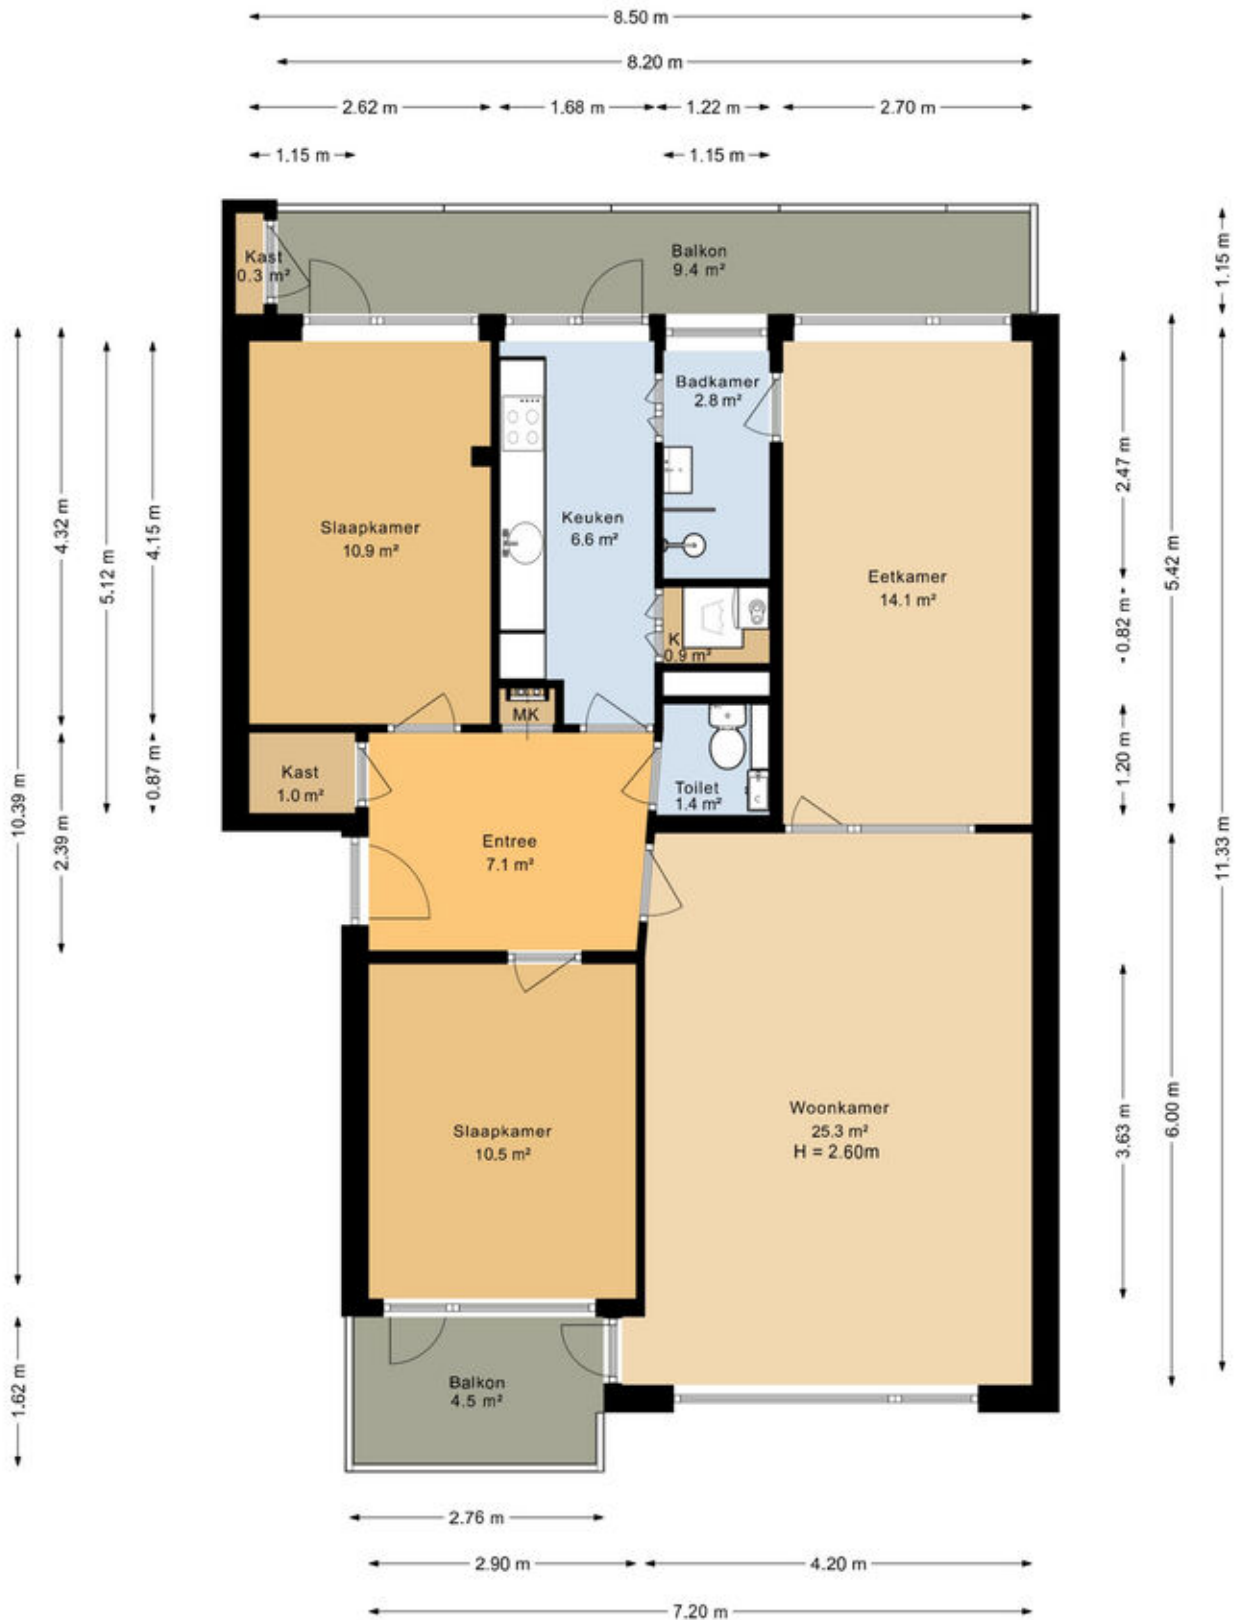 8.50 m
8.20 m
2.62 m
1.68 m
1.22 m
2.70 m
1.15 m
1.15 m
Kast
0.3 m²
Balkon
9.4 m²
1.15 m
Badkamer
2.8 m²
4.32 m
5.12 m
4.15 m
Slaapkamer
10.9 m²
Keuken
6.6 m²
2.47 m
5.42 m
Eetkamer
14.1 m²
0.82 m
K
0.9 m²
MK
Kast
1.0 m²
0.87 m
Toilet
1.4 m²
1.20 m
10.39 m
2.39 m
Entree
7.1 m²
11.33 m
Slaapkamer
10.5 m²
Woonkamer
25.3 m²
H = 2.60m
3.63 m
6.00 m
1.62 m
Balkon
4.5 m²
2.76 m
2.90 m
4.20 m
7.20 m